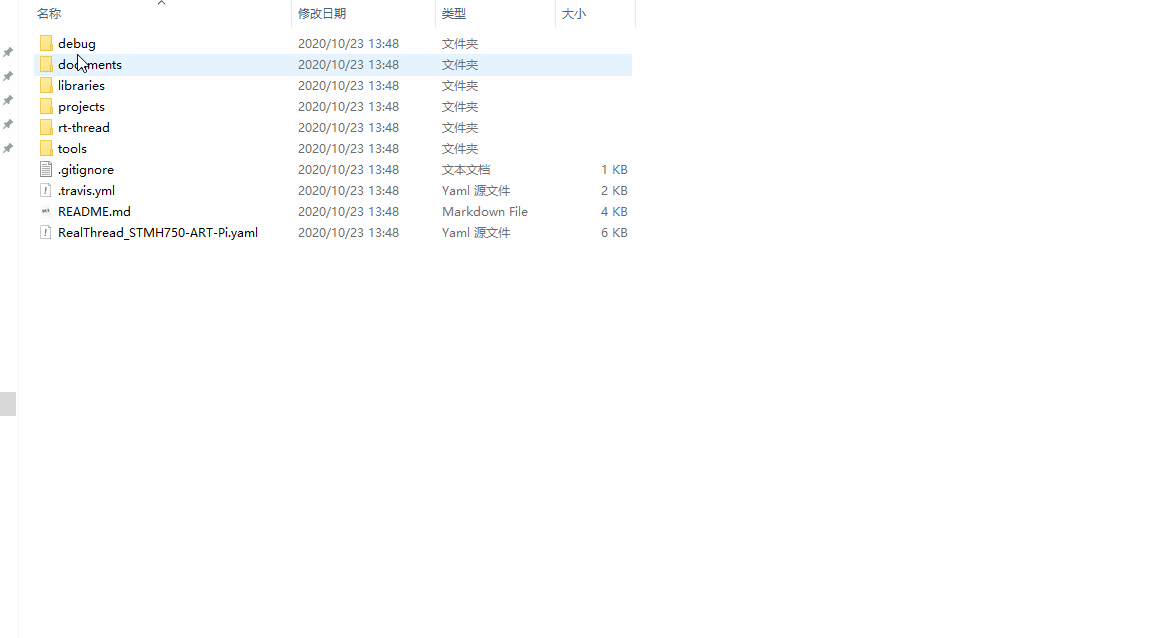 名称 修改日期 类型 大小
debug 2020/10/23 13:48 文件夹
documents 2020/10/23 13:48 文件夹
libraries 2020/10/23 13:48 文件夹
projects 2020/10/23 13:48 文件夹
rt-thread 2020/10/23 13:48 文件夹
tools 2020/10/23 13:48 文件夹
.gitignore 2020/10/23 13:48 文本文档 1 KB
.travis.yml 2020/10/23 13:48 Yaml 源文件 2 KB
README.md 2020/10/23 13:48 Markdown File 4 KB
RealThread_STMH750-ART-Pi.yaml 2020/10/23 13:48 Yaml 源文件 6 KB